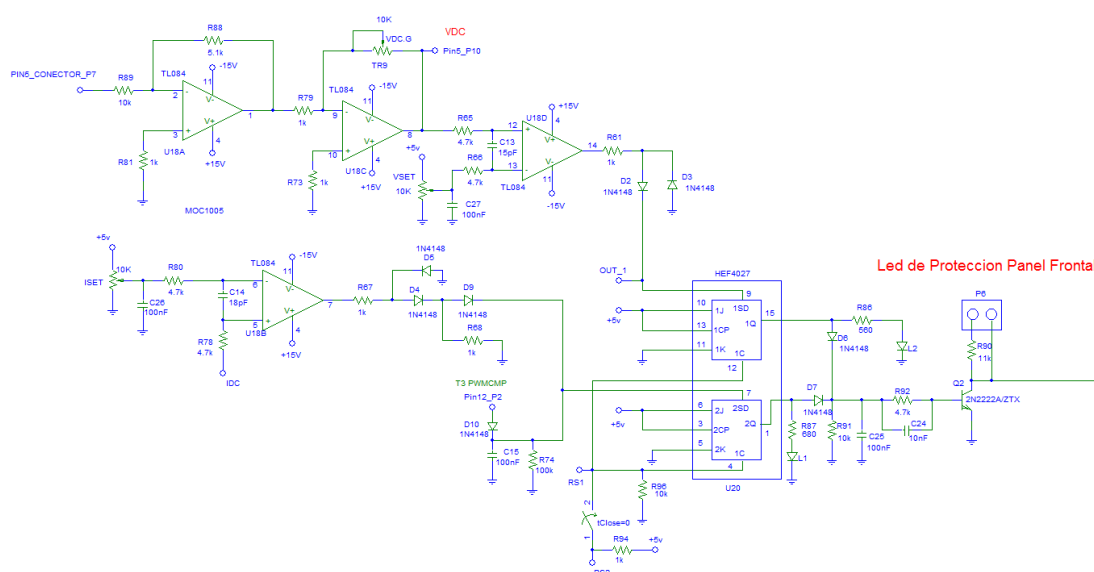 10K
VDC
R88
5.1k
VDC.G
TR9
Pin5_P10
PIN5_CONECTOR_P7
R89
10k
TL084
-15V
11
2
V-
3
V+
1
4
+15V
U18A
R81
1k
R79
1k
TL084
-15V
11
9
V-
10
V+
8
4
+15V
U18C
R73
1k
MOC1005
R65
4.7k
C13
15pF
R66
4.7k
+5v
VSET
10K
C27
100nF
+15V
U18D
4
12
V+
13
V-
14
11
TL084
-15V
R61
1k
D2
1N4148
D3
1N4148
+5v
10K
ISET
R80
4.7k
C26
100nF
C14
18pF
TL084
-15V
11
6
V-
5
V+
7
4
U18B
+15V
R78
4.7k
IDC
R67
1k
1N4148
D5
D4
1N4148
D9
1N4148
R68
1k
T3 PWMCMP
Pin12_P2
D10
1N4148
C15
100nF
R74
100k
OUT_1
+5v
HEF4027
9
10
1J
1SD
13
1CP
1Q
15
11
1K
1C
12
7
6
2J
2SD
3
2CP
2Q
1
5
2K
1C
4
U20
+5v
RS1
R96
10k
2
tClose=0
1
R94
1k
+5v
Led de Proteccion Panel Fronta
P6
R86
560
D6
1N4148
L2
R90
11k
D7
1N4148
R87
680
L1
R91
10k
C25
100nF
R92
4.7k
C24
10nF
Q2
2N2222A/ZTX